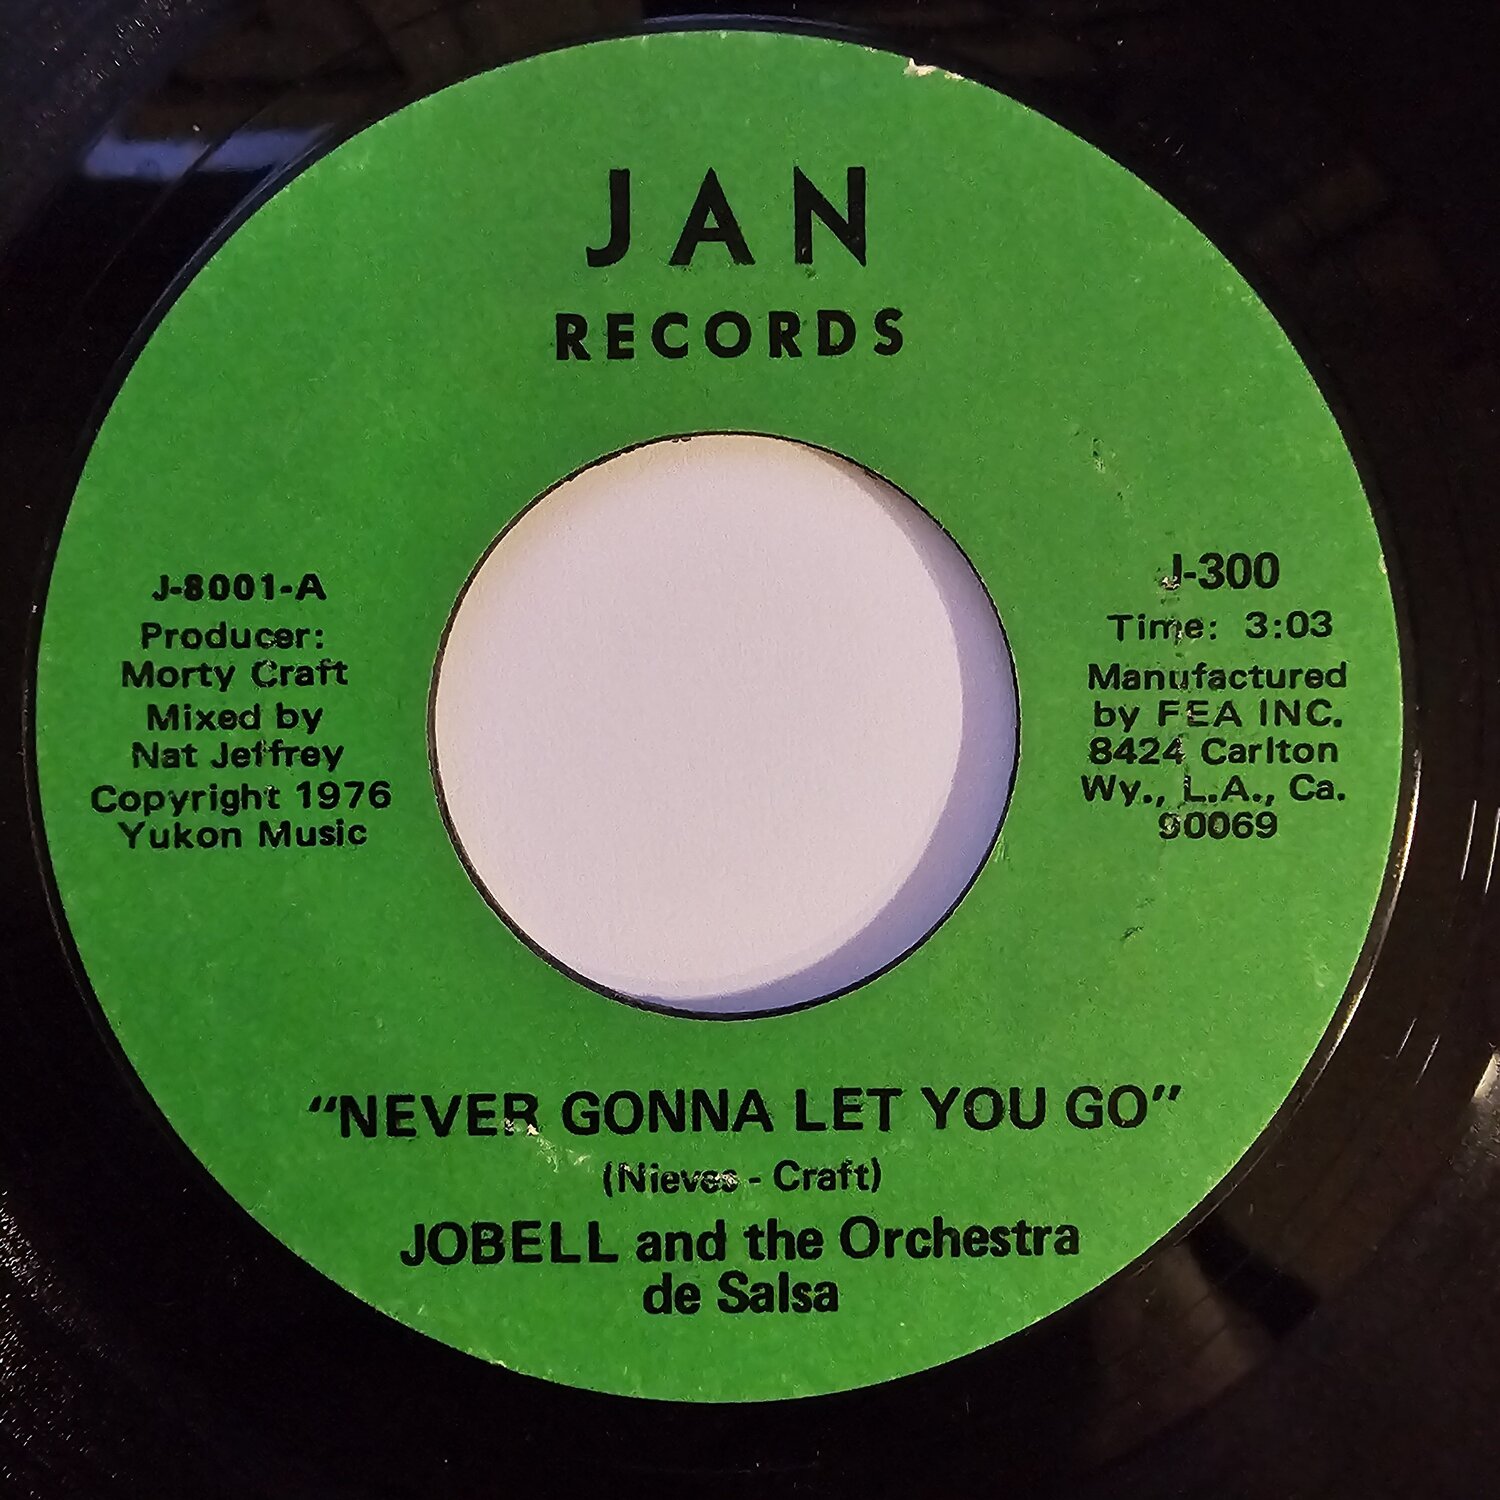 JAN
RECORDS
J-8001-A
Producer:
Morty Craft
Mixed by
Nat Jeffrey
Copyright 1976
Yukon Music
J-300
Time: 3:03
Manufactured
by FEA INC.
8424 Carlton
Wy., L.A., Ca.
90069
"NEVER GONNA LET YOU GO"
(Nieves - Craft)
JOBELL and the Orchestra
de Salsa